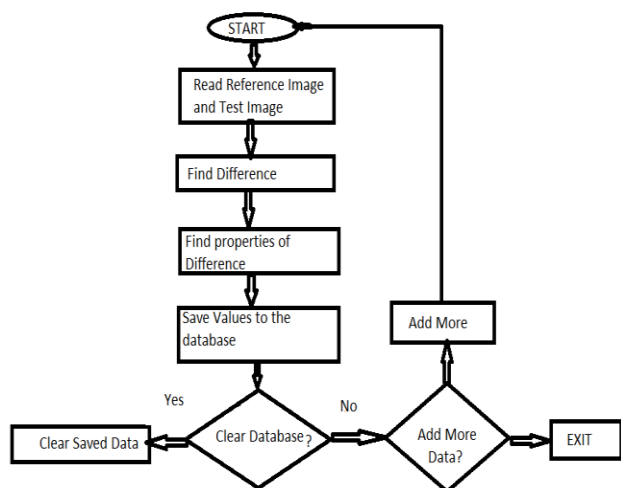 START
Read Reference Image
and Test Image
Find Difference
Find properties of
Difference
Save Values to the
database
Add More
Yes
No
Clear Saved Data
Clear Database?
Add More
Data?
EXIT